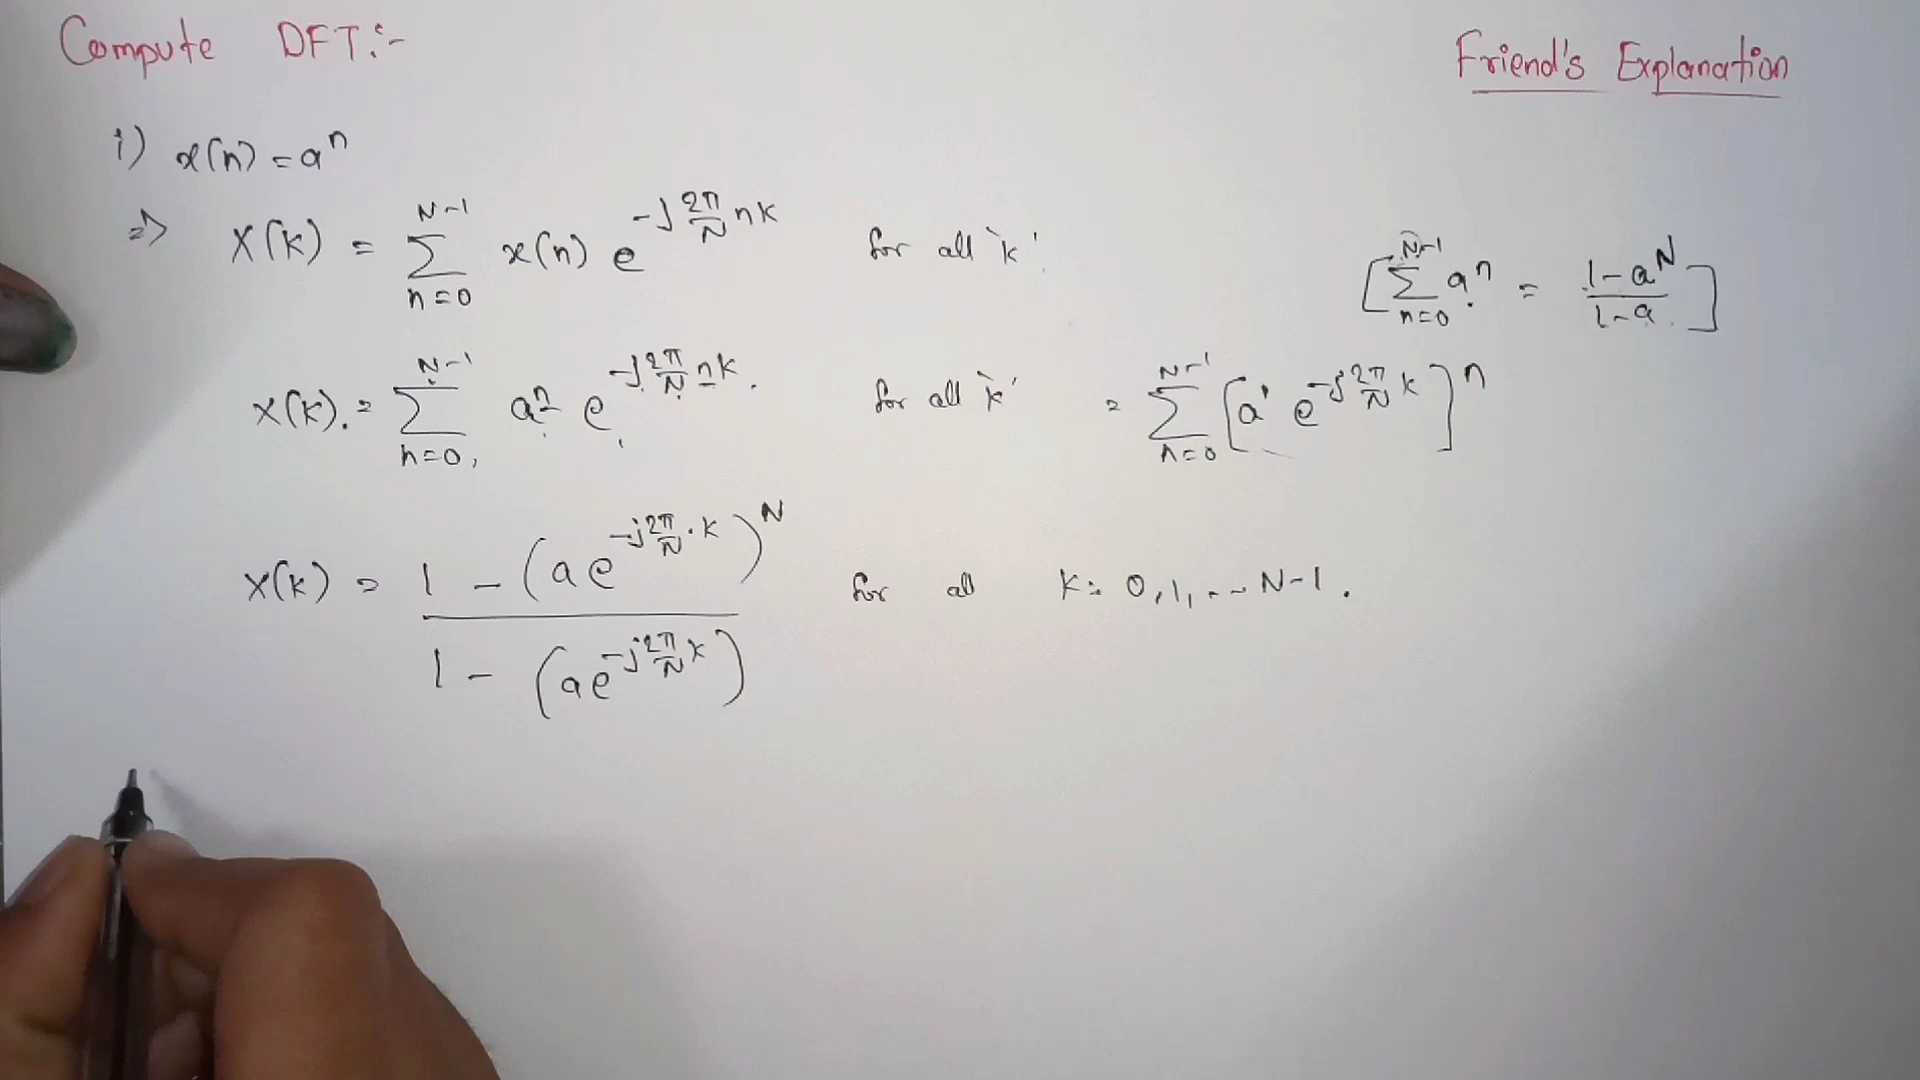 Compute DFT:-
Friend's Explanation
i) x(n) = a^n
=> X(k) = Σ_{n=0}^{N-1} x(n) e^{-j 2π/N nk} for all `k'.
[Σ_{n=0}^{N-1} a^n = (1-a^N)/(1-a)]
X(k) = Σ_{n=0}^{N-1} a^n e^{-j 2π/N nk}. for all `k' = Σ_{n=0}^{N-1} [a' e^{-j 2π/N k}]^n
X(k) = (1 - (a e^{-j 2π/N · k})^N) / (1 - (a e^{-j 2π/N k})) for all k = 0, 1, -- N-1.